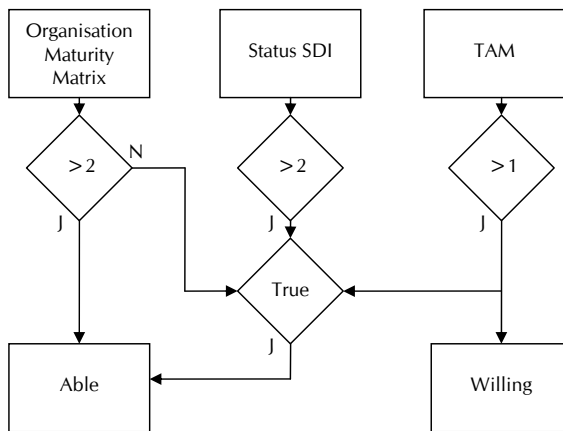 Organisation
Maturity
Matrix
Status SDI
TAM
>2
N
>2
>1
J
J
J
True
J
Able
Willing